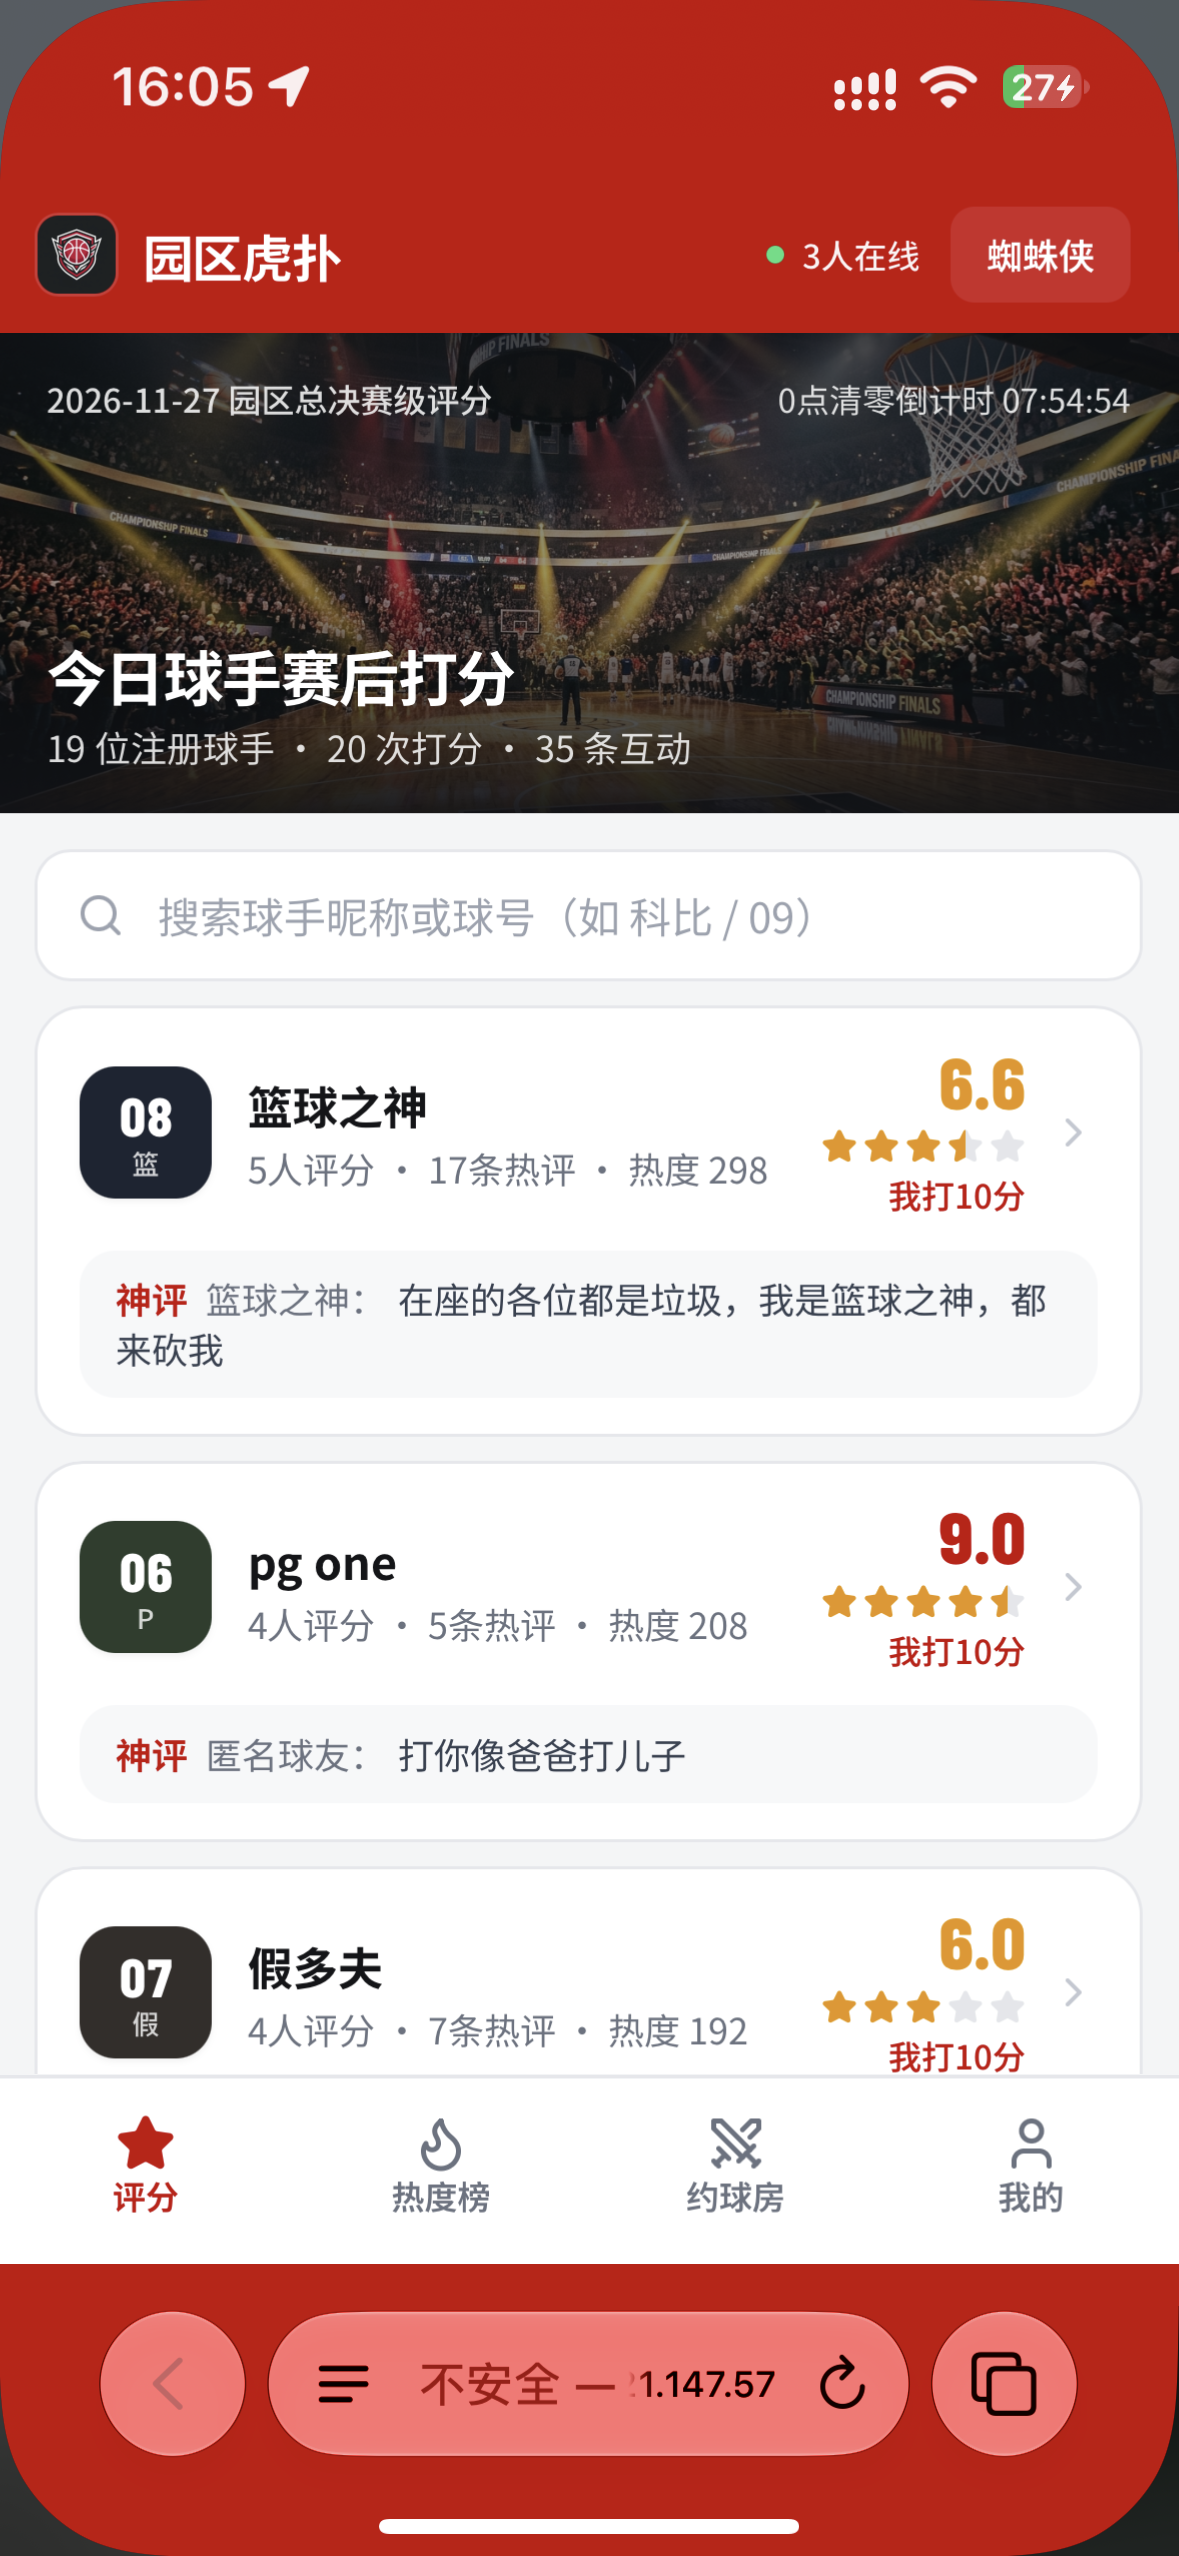 16:05
27
园区虎扑
3人在线
蜘蛛侠
SHIP FINALS
2026-11-27 园区总决赛级评分
0点清零倒计时 07:54:54
CHAMPIONSHIP FINA
CHAMPIONSHIP FINALS
CHAMPIONSHIP FINALS
今日球手赛后打分
CHAMPIONSHIP FINALS
19 位注册球手 · 20 次打分 · 35 条互动
搜索球手昵称或球号（如 科比 / 09）
08
篮
篮球之神
5人评分 · 17条热评 · 热度 298
6.6
我打10分
神评 篮球之神： 在座的各位都是垃圾，我是篮球之神，都
来砍我
06
P
pg one
4人评分 · 5条热评 · 热度 208
9.0
我打10分
神评 匿名球友： 打你像爸爸打儿子
07
假
假多夫
4人评分 · 7条热评 · 热度 192
6.0
我打10分
评分
热度榜
约球房
我的
不安全 — 1.147.57